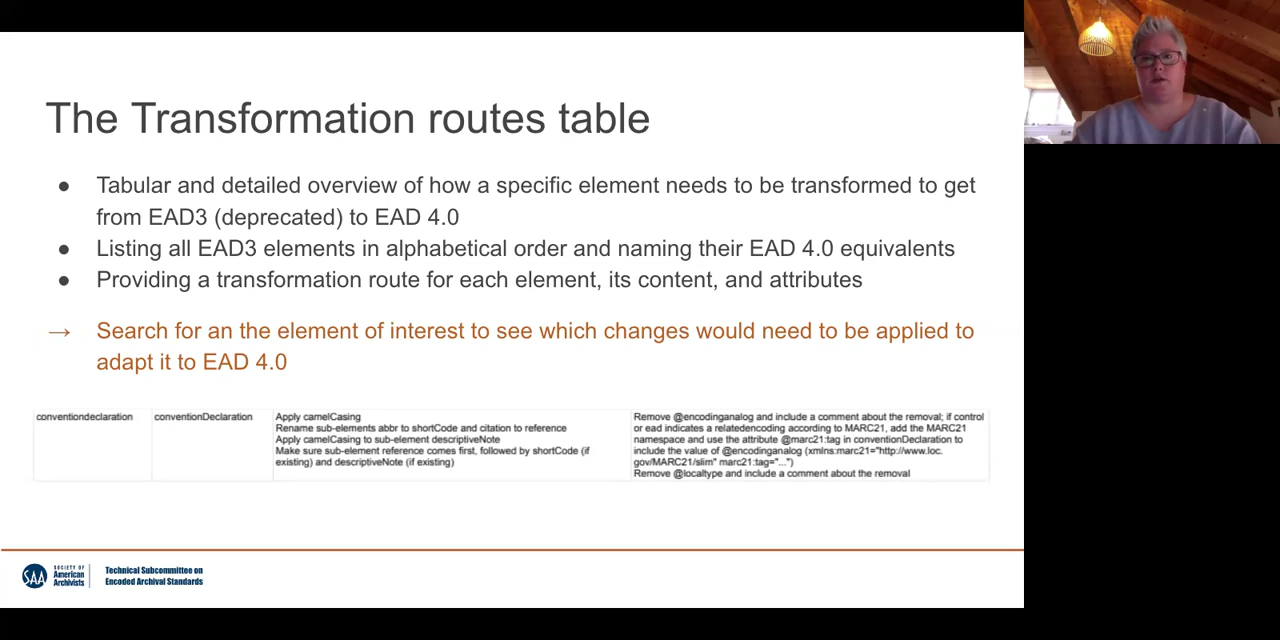 The Transformation routes table
● Tabular and detailed overview of how a specific element needs to be transformed to get
from EAD3 (deprecated) to EAD 4.0
● Listing all EAD3 elements in alphabetical order and naming their EAD 4.0 equivalents
● Providing a transformation route for each element, its content, and attributes
→ Search for an the element of interest to see which changes would need to be applied to
adapt it to EAD 4.0
conventiondeclaration
conventionDeclaration
Apply camelCasing
Rename sub-elements abbr to shortCode and citation to reference
Apply camelCasing to sub-element descriptiveNote
Make sure sub-element reference comes first, followed by shortCode (if
existing) and descriptiveNote (if existing)
Remove @encodinganalog and include a comment about the removal; if control
or ead indicates a relatedencoding according to MARC21, add the MARC21
namespace and use the attribute @marc21:tag in conventionDeclaration to
include the value of @encodinganalog (xmlns:marc21="http://www.loc.
gov/MARC21/slim" marc21:tag="...")
Remove @localtype and include a comment about the removal
SAA
SOCIETY OF
American
Archivists
Technical Subcommittee on
Encoded Archival Standards